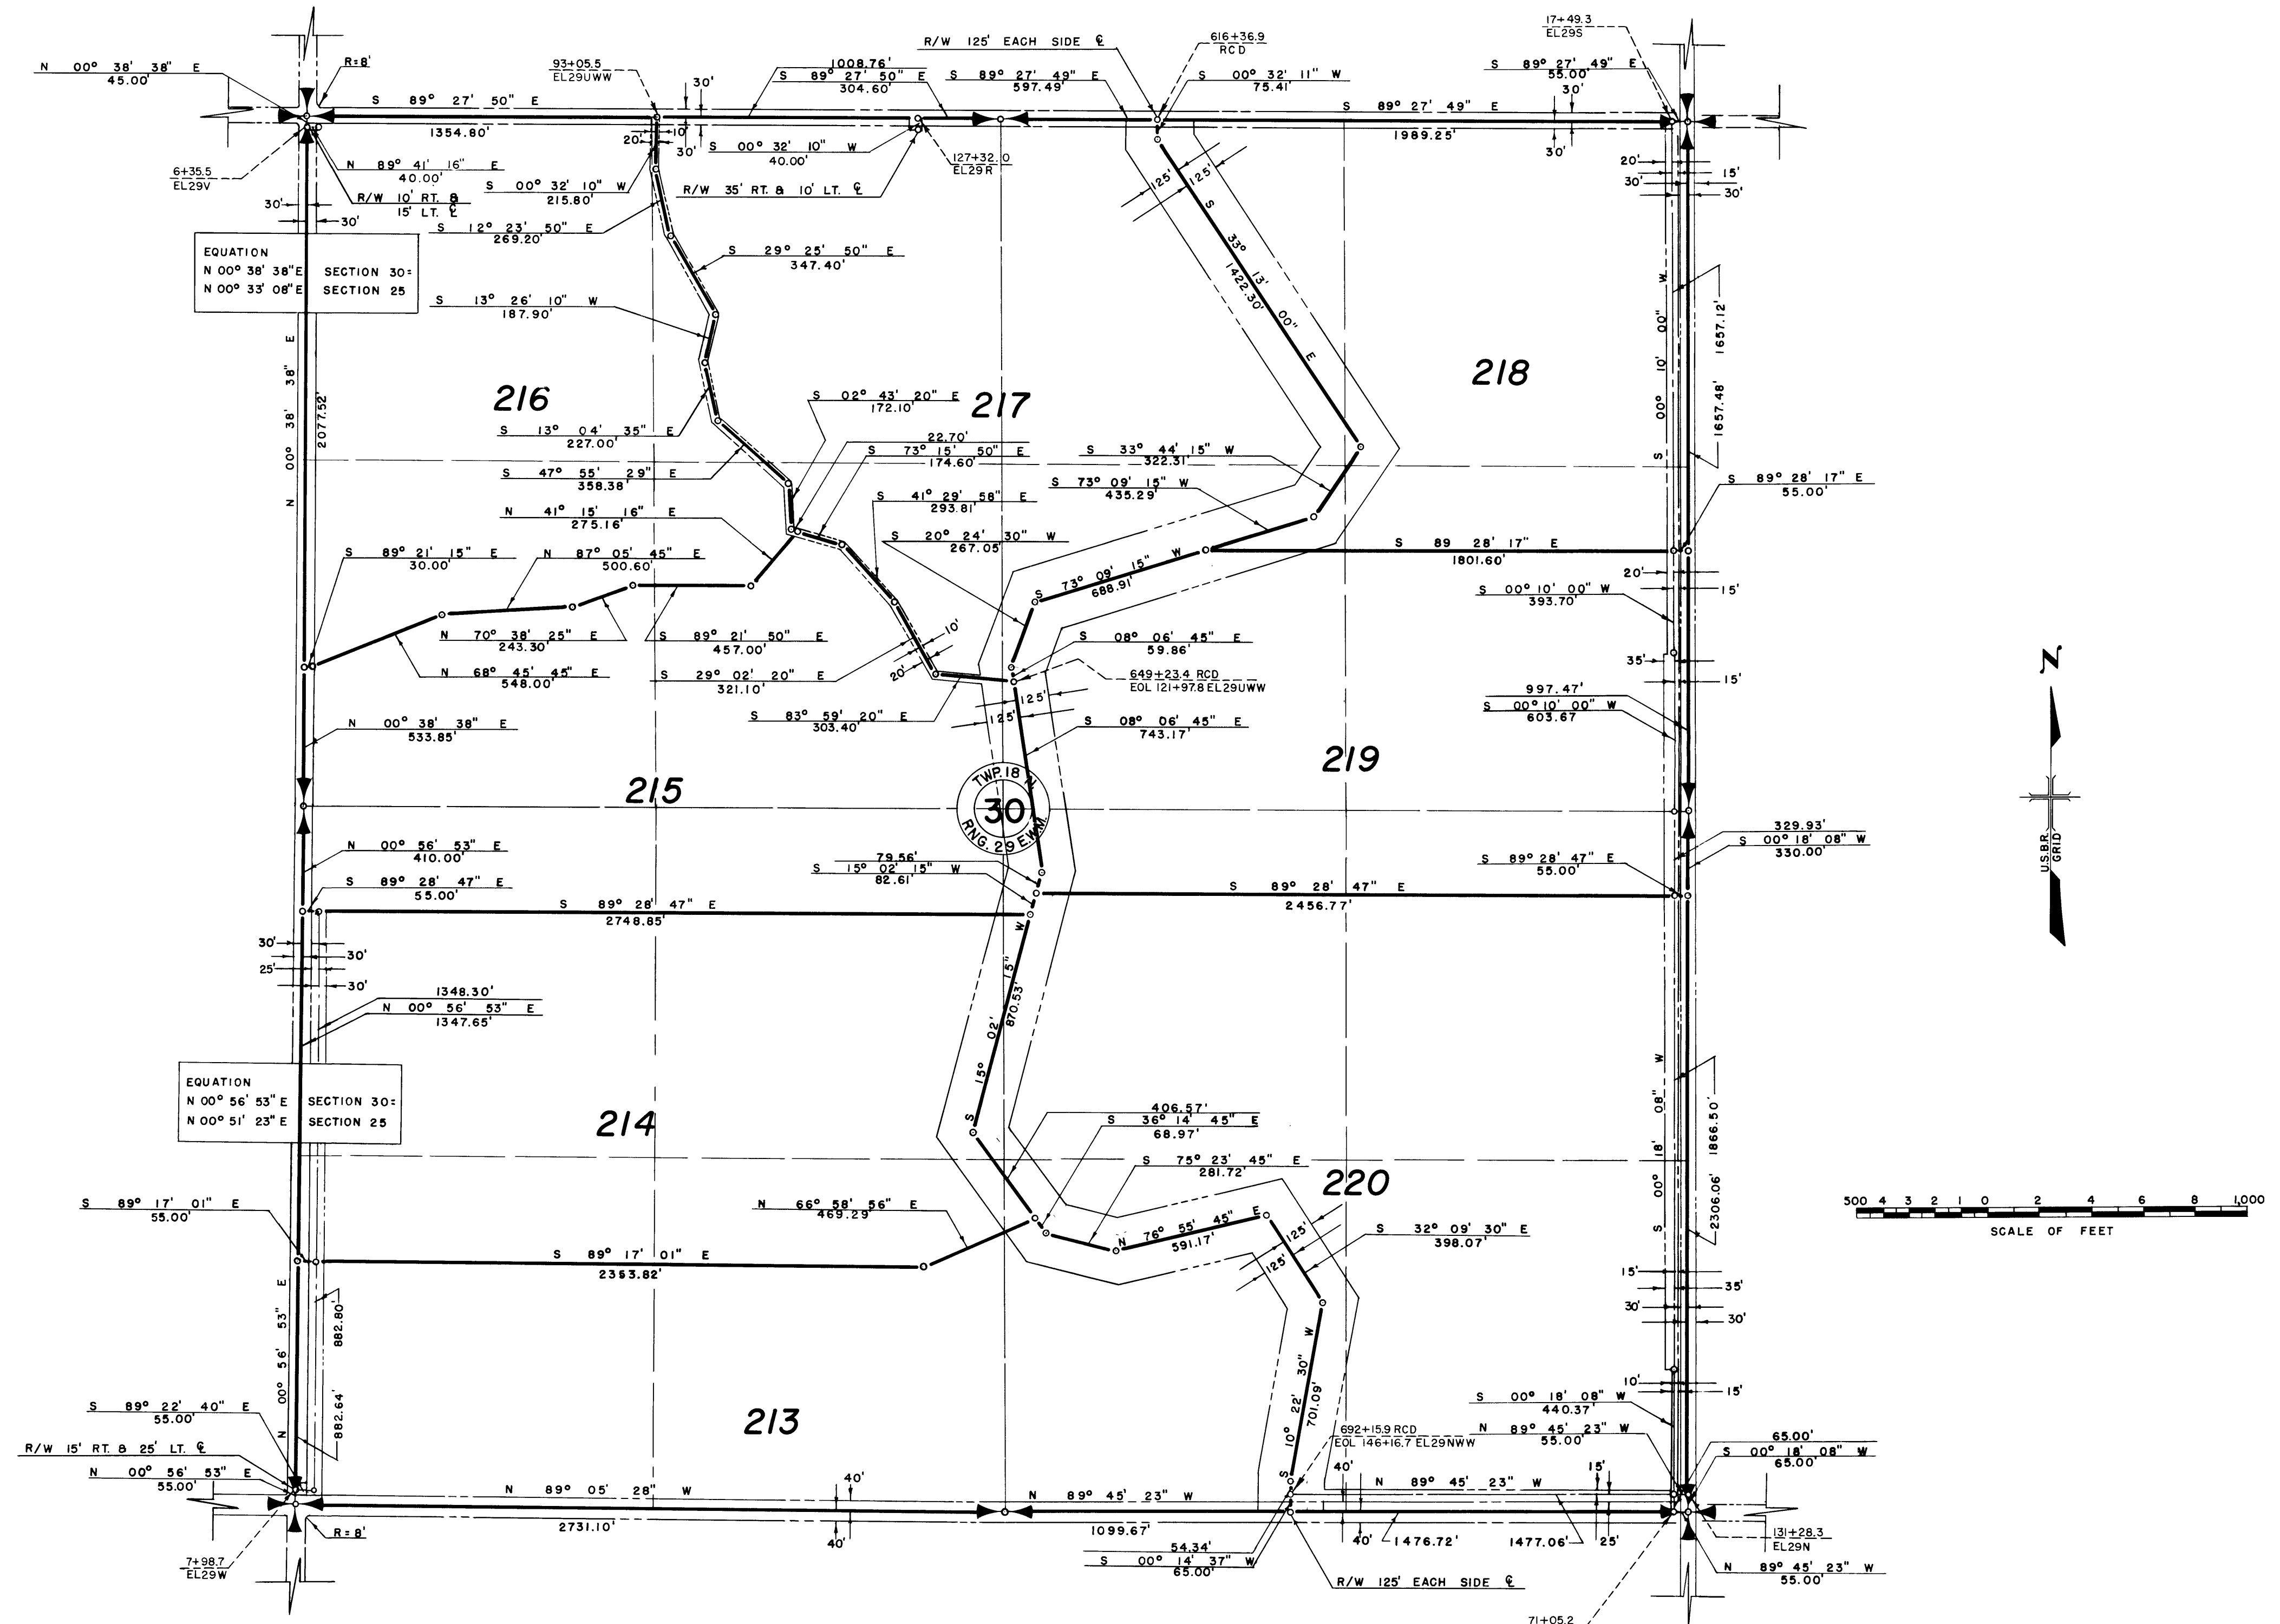 17+49.3
EL29S
R/W 125' EACH SIDE ℄
616+36.9
RCD
N 00° 38' 38" E
45.00'
R=8'
93+05.5
EL29UWW
30'
1008.76'
S 89° 27' 50" E
304.60'
S 89° 27' 49" E
597.49'
S 00° 32' 11" W
75.41'
S 89° 27' 49" E
55.00'
30'
S 89° 27' 50" E
1354.80'
S 89° 27' 49" E
1989.25'
10'
20'
30'
30'
S 00° 32' 10" W
40.00'
127+32.0
EL29R
6+35.5
EL29V
N 89° 41' 16" E
40.00'
R/W 10' RT. &
15' LT. ℄
S 00° 32' 10" W
215.80'
R/W 35' RT. & 10' LT. ℄
125'
125'
20'
15'
30'
30'
30'
30'
S 12° 23' 50" E
269.20'
EQUATION
N 00° 38' 38" E SECTION 30=
N 00° 33' 08" E SECTION 25
S 29° 25' 50" E
347.40'
S 13° 26' 10" W
187.90'
S 33° 13' 00" E
1422.30'
S 00° 10' 00" W
1657.12'
1657.48'
N 00° 38' 38" E
2077.52'
216
217
218
S 02° 43' 20" E
172.10'
S 13° 04' 35" E
227.00'
22.70'
S 73° 15' 50" E
174.60'
S 33° 44' 15" W
322.31'
S 47° 55' 29" E
358.38'
S 73° 09' 15" W
435.29'
S 89° 28' 17" E
55.00'
S 41° 29' 58" E
293.81'
N 41° 15' 16" E
275.16'
S 20° 24' 30" W
267.05'
S 89 28' 17" E
1801.60'
S 89° 21' 15" E
30.00'
N 87° 05' 45" E
500.60'
S 73° 09' 15" W
688.91'
20'
15'
S 00° 10' 00" W
393.70'
N 70° 38' 25" E
243.30'
S 89° 21' 50" E
457.00'
10'
20'
S 08° 06' 45" E
59.86'
N 68° 45' 45" E
548.00'
S 29° 02' 20" E
321.10'
649+23.4 RCD
EOL 121+97.8 EL29UWW
35'
15'
997.47'
S 00° 10' 00" W
603.67
S 83° 59' 20" E
303.40'
125'
125'
N 00° 38' 38" E
533.85'
S 08° 06' 45" E
743.17'
N
U.S.B.R.
GRID
215
219
TWP. 18 N.
30
RNG. 29 E.W.M.
329.93'
S 00° 18' 08" W
330.00'
N 00° 56' 53" E
410.00'
79.56'
S 15° 02' 15" W
82.61'
S 89° 28' 47" E
55.00'
S 89° 28' 47" E
55.00'
S 89° 28' 47" E
2748.85'
S 89° 28' 47" E
2456.77'
30'
30'
25'
30'
1348.30'
N 00° 56' 53" E
1347.65'
S 15° 02' 15" W
870.53'
EQUATION
N 00° 56' 53" E SECTION 30=
N 00° 51' 23" E SECTION 25
S 00° 18' 08" W
1866.50'
2306.06'
214
406.57'
S 36° 14' 45" E
68.97'
S 75° 23' 45" E
281.72'
220
S 89° 17' 01" E
55.00'
N 66° 58' 56" E
469.29'
500 4 3 2 1 0 2 4 6 8 1,000
SCALE OF FEET
N 76° 55' 45" E
591.17'
125'
125'
S 32° 09' 30" E
398.07'
S 89° 17' 01" E
2353.82'
15'
35'
30'
30'
N 00° 56' 53" E
882.80'
882.64'
S 10° 22' 30" W
701.09'
10'
15'
S 89° 22' 40" E
55.00'
213
S 00° 18' 08" W
440.37'
R/W 15' RT. & 25' LT. ℄
692+15.9 RCD
EOL 146+16.7 EL29NWW
N 89° 45' 23" W
55.00'
65.00'
S 00° 18' 08" W
65.00'
N 00° 56' 53" E
55.00'
N 89° 05' 28" W
2731.10'
40'
40'
N 89° 45' 23" W
1099.67'
40'
40'
N 89° 45' 23" W
15'
25'
1476.72'
1477.06'
R=8'
7+98.7
EL29W
54.34'
S 00° 14' 37" W
65.00'
131+28.3
EL29N
N 89° 45' 23" W
55.00'
R/W 125' EACH SIDE ℄
71+05.2